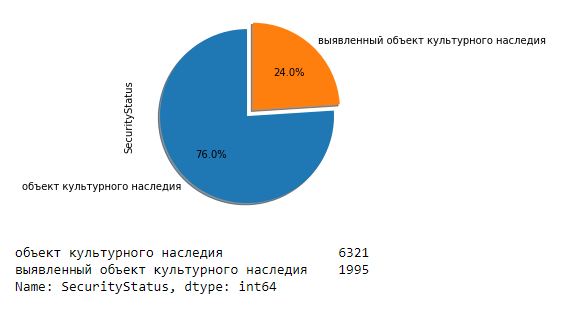 выявленный объект культурного наследия
24.0%
SecurityStatus
76.0%
объект культурного наследия
объект культурного наследия 6321
выявленный объект культурного наследия 1995
Name: SecurityStatus, dtype: int64